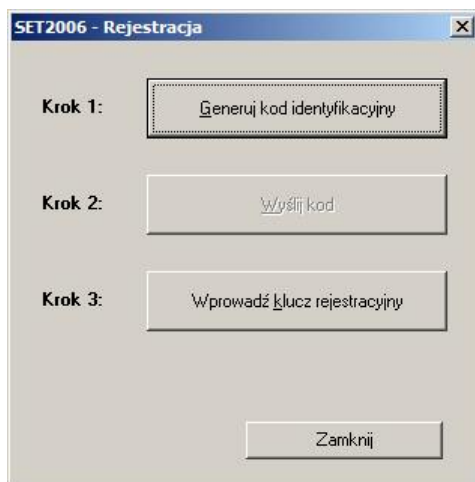 SET2006 - Rejestracja
Krok 1: Generuj kod identyfikacyjny
Krok 2: Wyślij kod
Krok 3: Wprowadź klucz rejestracyjny
Zamknij